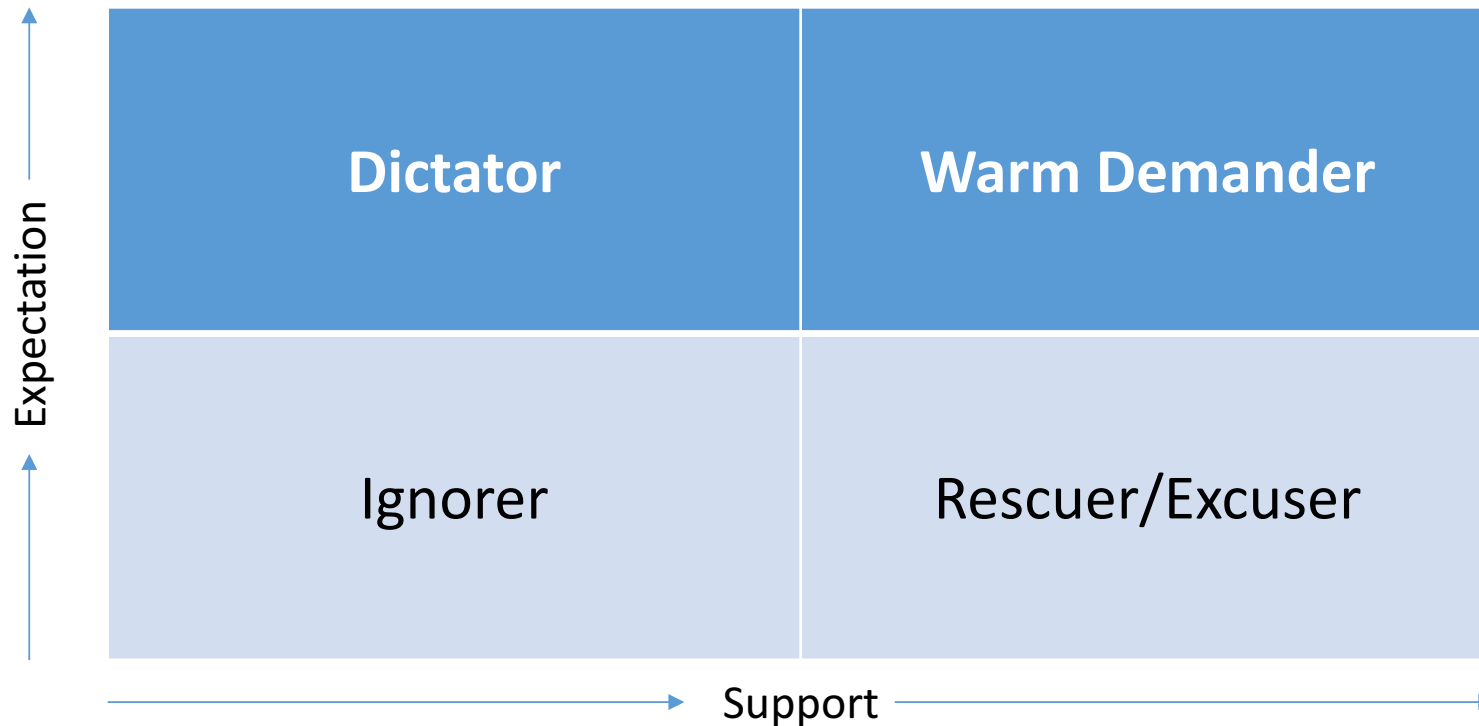 Dictator
Warm Demander
Expectation
Ignorer
Rescuer/Excuser
Support